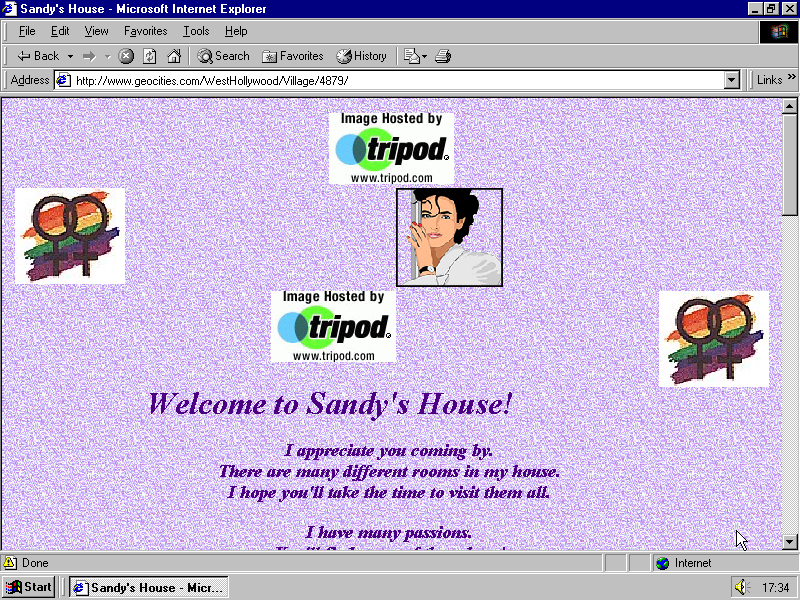 Sandy's House - Microsoft Internet Explorer
File Edit View Favorites Tools Help
Back Search Favorites History
Address http://www.geocities.com/WestHollywood/Village/4879/ Links »
Image Hosted by
tripod
www.tripod.com
Image Hosted by
tripod
www.tripod.com
Welcome to Sandy's House!
I appreciate you coming by.
There are many different rooms in my house.
I hope you'll take the time to visit them all.
I have many passions.
Done Internet
Start Sandy's House - Micr... 17:34